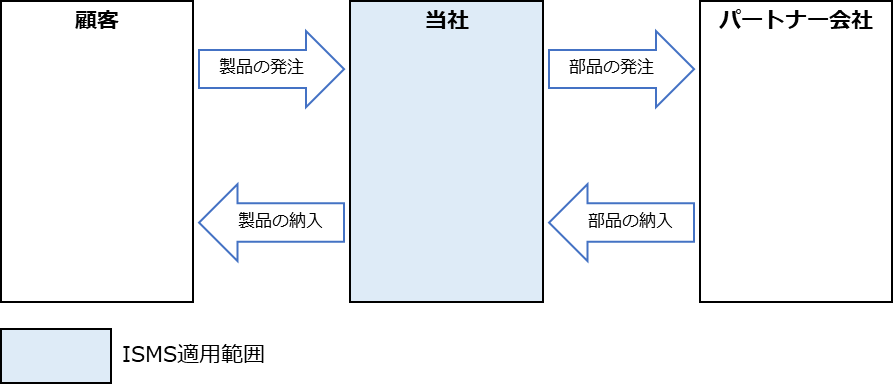 顧客
当社
パートナー会社
製品の発注
部品の発注
製品の納入
部品の納入
ISMS適用範囲